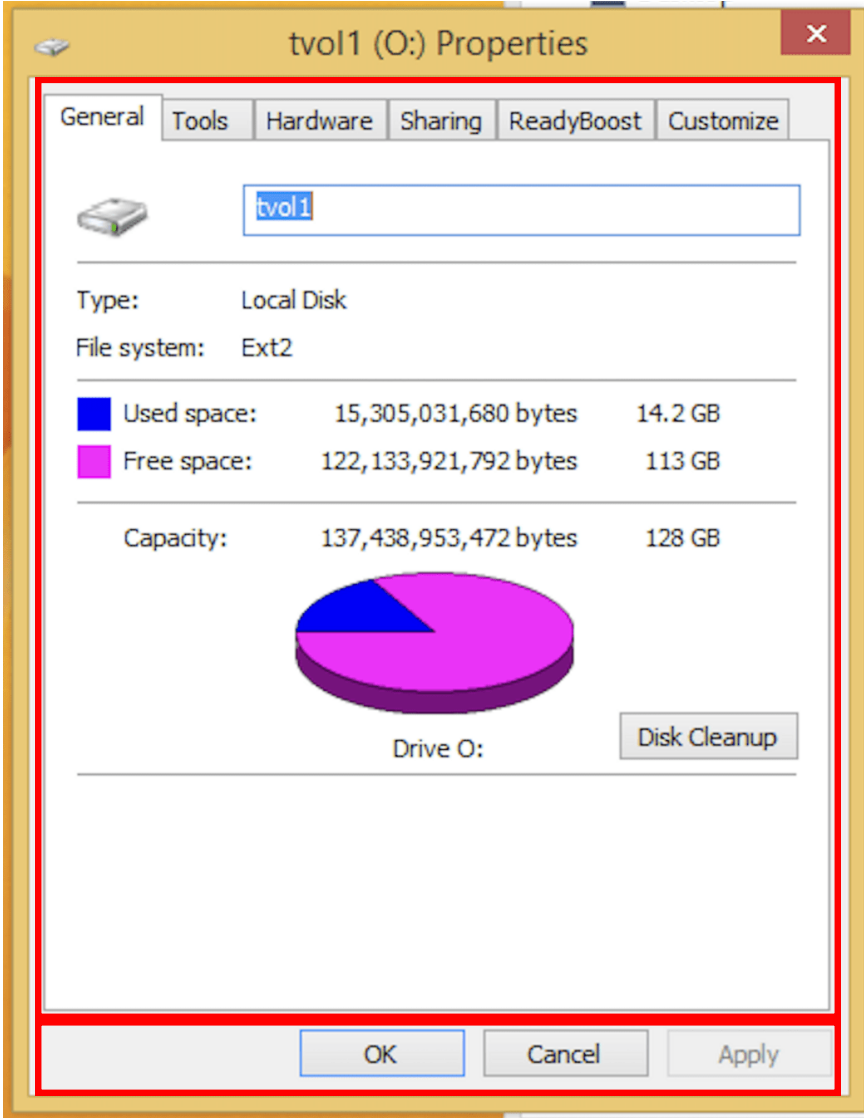 tvol1 (O:) Properties
General Tools Hardware Sharing ReadyBoost Customize
tvol1
Type: Local Disk
File system: Ext2
Used space: 15,305,031,680 bytes 14.2 GB
Free space: 122,133,921,792 bytes 113 GB
Capacity: 137,438,953,472 bytes 128 GB
Drive O:
Disk Cleanup
OK Cancel Apply